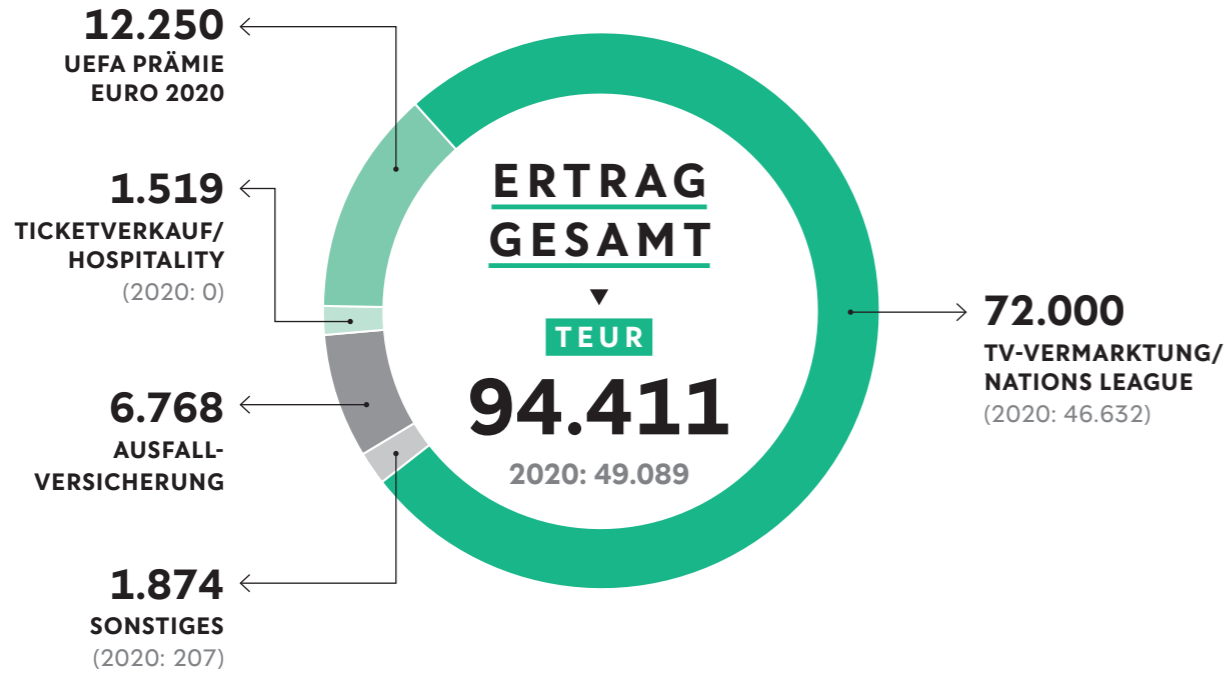 12.250
UEFA PRÄMIE
EURO 2020
1.519
TICKETVERKAUF/
HOSPITALITY
(2020: 0)
6.768
AUSFALL-
VERSICHERUNG
1.874
SONSTIGES
(2020: 207)
ERTRAG
GESAMT
TEUR
94.411
2020: 49.089
72.000
TV-VERMARKTUNG/
NATIONS LEAGUE
(2020: 46.632)